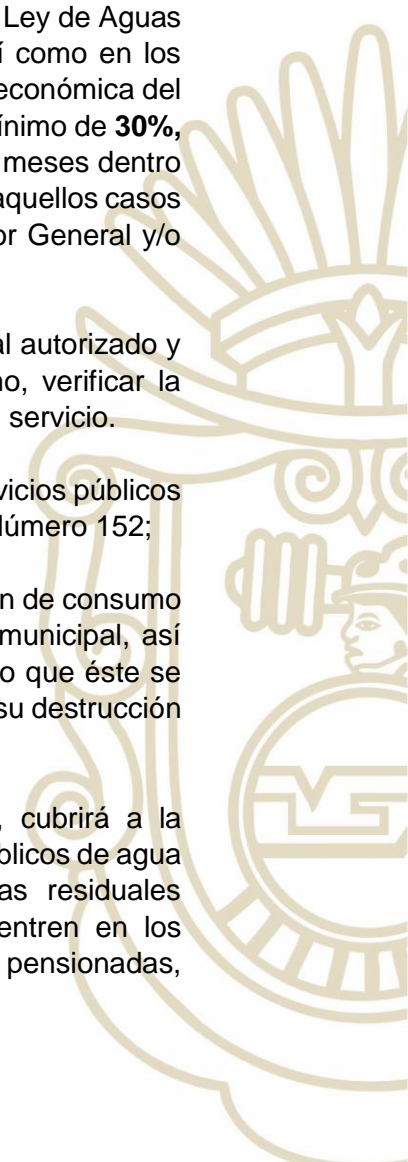 Ley de Aguas
como en los
económica del
ínimo de 30%,
meses dentro
aquellos casos
or General y/o
al autorizado y
no, verificar la
servicio.
vicios públicos
Número 152;
n de consumo
municipal, así
o que éste se
su destrucción
cubrirá a la
blicos de agua
as residuales
entren en los
pensionadas,